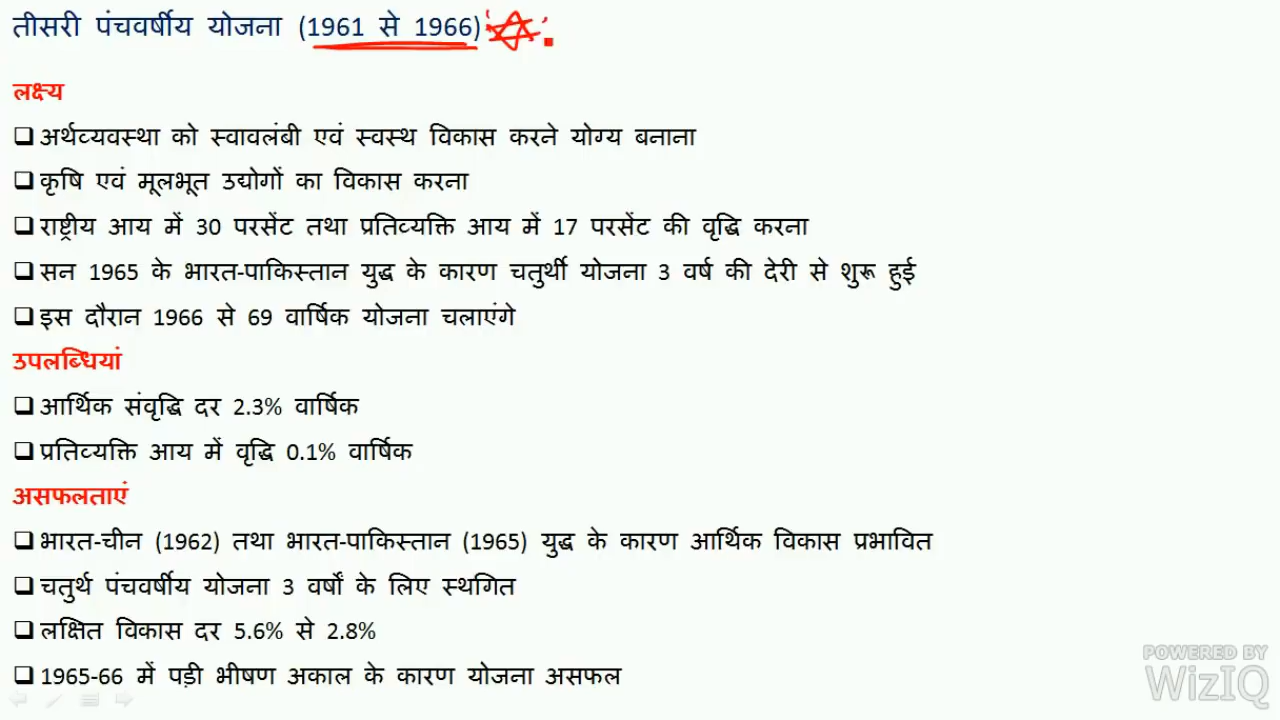 तीसरी पंचवर्षीय योजना (1961 से 1966)
लक्ष्य
अर्थव्यवस्था को स्वावलंबी एवं स्वस्थ विकास करने योग्य बनाना
कृषि एवं मूलभूत उद्योगों का विकास करना
राष्ट्रीय आय में 30 परसेंट तथा प्रतिव्यक्ति आय में 17 परसेंट की वृद्धि करना
सन 1965 के भारत-पाकिस्तान युद्ध के कारण चतुर्थी योजना 3 वर्ष की देरी से शुरू हुई
इस दौरान 1966 से 69 वार्षिक योजना चलाएंगे
उपलब्धियां
आर्थिक संवृद्धि दर 2.3% वार्षिक
प्रतिव्यक्ति आय में वृद्धि 0.1% वार्षिक
असफलताएं
भारत-चीन (1962) तथा भारत-पाकिस्तान (1965) युद्ध के कारण आर्थिक विकास प्रभावित
चतुर्थ पंचवर्षीय योजना 3 वर्षों के लिए स्थगित
लक्षित विकास दर 5.6% से 2.8%
1965-66 में पड़ी भीषण अकाल के कारण योजना असफल
POWERED BY
WizIQ